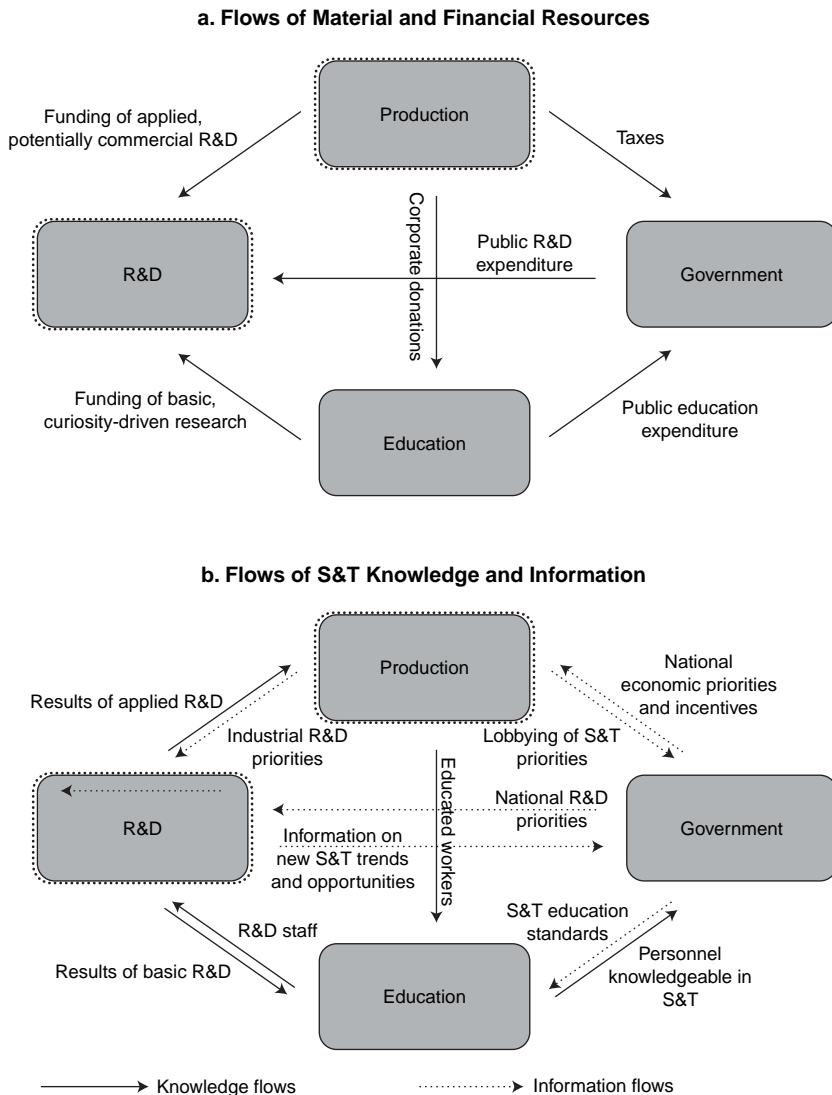 a. Flows of Material and Financial Resources
Production
Funding of applied,
potentially commercial R&D
Taxes
R&D
Corporate donations
Public R&D
expenditure
Government
Funding of basic,
curiosity-driven research
Education
Public education
expenditure
b. Flows of S&T Knowledge and Information
Production
National
economic priorities
and incentives
Results of applied R&D
Industrial R&D
priorities
Lobbying of S&T
priorities
R&D
Educated workers
National R&D
priorities
Government
Information on
new S&T trends
and opportunities
R&D staff
S&T education
standards
Results of basic R&D
Education
Personnel
knowledgeable in
S&T
Knowledge flows
Information flows